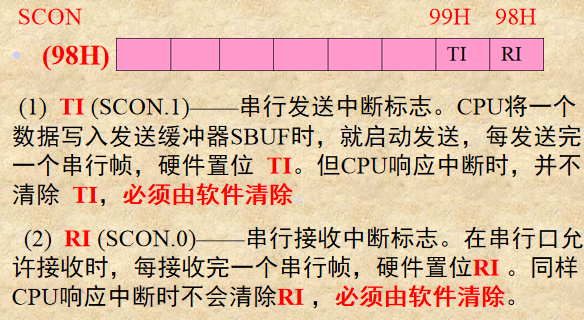 SCON 99H 98H
(98H) TI RI
(1) TI (SCON.1)——串行发送中断标志。CPU将一个
数据写入发送缓冲器SBUF时，就启动发送，每发送完
一个串行帧，硬件置位 TI。但CPU响应中断时，并不
清除 TI，必须由软件清除。
(2) RI (SCON.0)——串行接收中断标志。在串行口允
许接收时，每接收完一个串行帧，硬件置位RI 。同样
CPU响应中断时不会清除RI ，必须由软件清除。